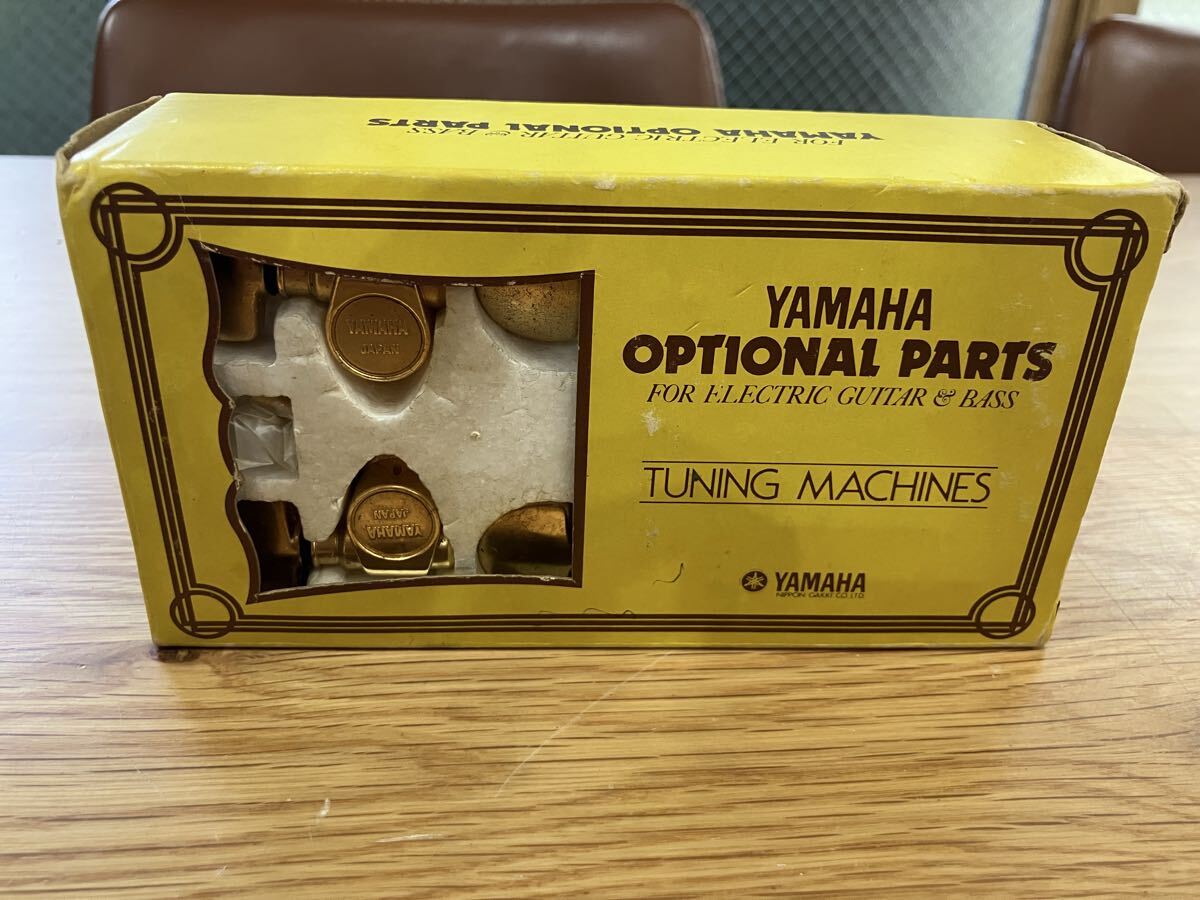 YAMAHA OPTIONAL PARTS
FOR ELECTRIC GUITAR & BASS
YAMAHA
JAPAN
YAMAHA
JAPAN
YAMAHA
OPTIONAL PARTS
FOR ELECTRIC GUITAR & BASS
TUNING MACHINES
YAMAHA
NIPPON GAKKI CO. LTD.